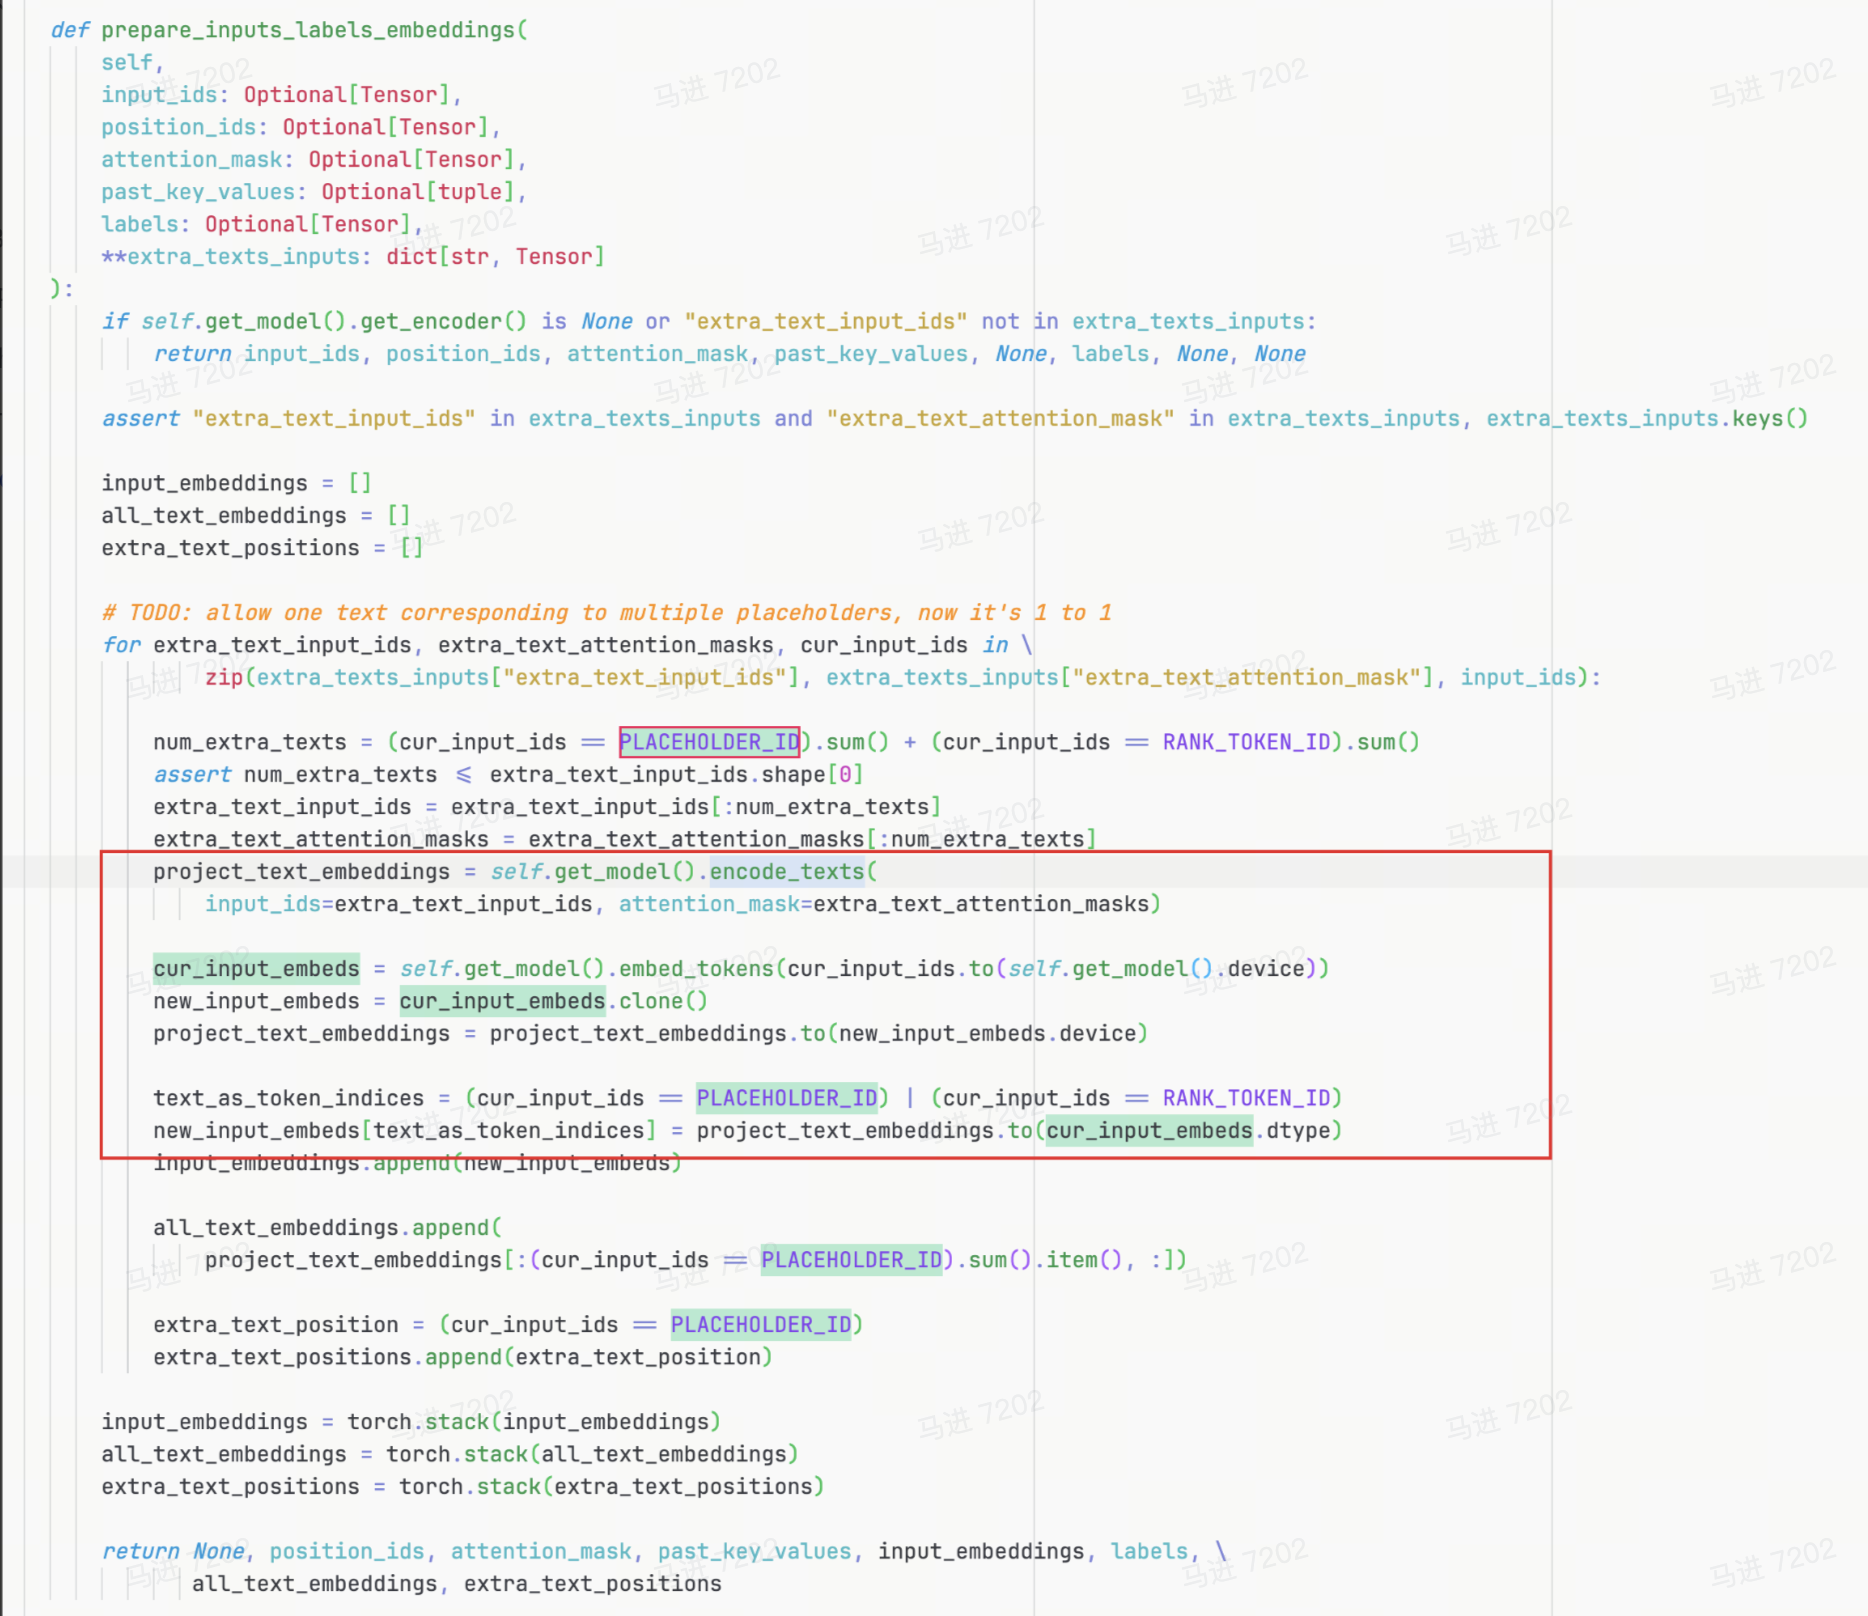 def prepare_inputs_labels_embeddings(
    self,
    input_ids: Optional[Tensor],
    position_ids: Optional[Tensor],
    attention_mask: Optional[Tensor],
    past_key_values: Optional[tuple],
    labels: Optional[Tensor],
    **extra_texts_inputs: dict[str, Tensor]
):
    if self.get_model().get_encoder() is None or "extra_text_input_ids" not in extra_texts_inputs:
        return input_ids, position_ids, attention_mask, past_key_values, None, labels, None, None

    assert "extra_text_input_ids" in extra_texts_inputs and "extra_text_attention_mask" in extra_texts_inputs, extra_texts_inputs.keys()

    input_embeddings = []
    all_text_embeddings = []
    extra_text_positions = []

    # TODO: allow one text corresponding to multiple placeholders, now it's 1 to 1
    for extra_text_input_ids, extra_text_attention_masks, cur_input_ids in \
            zip(extra_texts_inputs["extra_text_input_ids"], extra_texts_inputs["extra_text_attention_mask"], input_ids):

        num_extra_texts = (cur_input_ids == PLACEHOLDER_ID).sum() + (cur_input_ids == RANK_TOKEN_ID).sum()
        assert num_extra_texts <= extra_text_input_ids.shape[0]
        extra_text_input_ids = extra_text_input_ids[:num_extra_texts]
        extra_text_attention_masks = extra_text_attention_masks[:num_extra_texts]
        project_text_embeddings = self.get_model().encode_texts(
            input_ids=extra_text_input_ids, attention_mask=extra_text_attention_masks)

        cur_input_embeds = self.get_model().embed_tokens(cur_input_ids.to(self.get_model().device))
        new_input_embeds = cur_input_embeds.clone()
        project_text_embeddings = project_text_embeddings.to(new_input_embeds.device)

        text_as_token_indices = (cur_input_ids == PLACEHOLDER_ID) | (cur_input_ids == RANK_TOKEN_ID)
        new_input_embeds[text_as_token_indices] = project_text_embeddings.to(cur_input_embeds.dtype)
        input_embeddings.append(new_input_embeds)

        all_text_embeddings.append(
            project_text_embeddings[:(cur_input_ids == PLACEHOLDER_ID).sum().item(), :])

        extra_text_position = (cur_input_ids == PLACEHOLDER_ID)
        extra_text_positions.append(extra_text_position)

    input_embeddings = torch.stack(input_embeddings)
    all_text_embeddings = torch.stack(all_text_embeddings)
    extra_text_positions = torch.stack(extra_text_positions)

    return None, position_ids, attention_mask, past_key_values, input_embeddings, labels, \
           all_text_embeddings, extra_text_positions
马进 7202